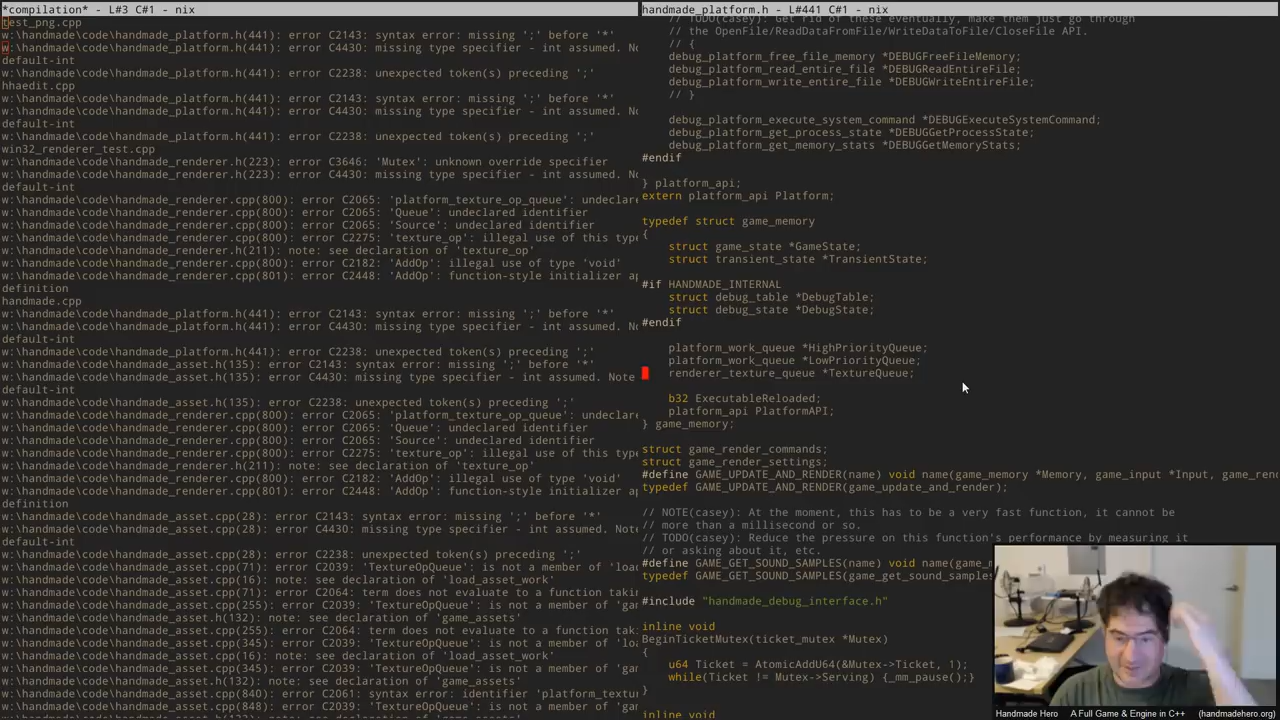 *compilation* - L#3 C#1 - nix
test_png.cpp
w:\handmade\code\handmade_platform.h(441): error C2143: syntax error: missing ';' before '*'
w:\handmade\code\handmade_platform.h(441): error C4430: missing type specifier - int assumed. No
default-int
w:\handmade\code\handmade_platform.h(441): error C2238: unexpected token(s) preceding ';'
hhaedit.cpp
w:\handmade\code\handmade_platform.h(441): error C2143: syntax error: missing ';' before '*'
w:\handmade\code\handmade_platform.h(441): error C4430: missing type specifier - int assumed. No
default-int
w:\handmade\code\handmade_platform.h(441): error C2238: unexpected token(s) preceding ';'
win32_renderer_test.cpp
w:\handmade\code\handmade_renderer.h(223): error C3646: 'Mutex': unknown override specifier
w:\handmade\code\handmade_renderer.h(223): error C4430: missing type specifier - int assumed. No
default-int
w:\handmade\code\handmade_renderer.cpp(800): error C2065: 'platform_texture_op_queue': undeclare
w:\handmade\code\handmade_renderer.cpp(800): error C2065: 'Queue': undeclared identifier
w:\handmade\code\handmade_renderer.cpp(800): error C2065: 'Source': undeclared identifier
w:\handmade\code\handmade_renderer.cpp(800): error C2275: 'texture_op': illegal use of this type
w:\handmade\code\handmade_renderer.h(211): note: see declaration of 'texture_op'
w:\handmade\code\handmade_renderer.cpp(800): error C2182: 'AddOp': illegal use of type 'void'
w:\handmade\code\handmade_renderer.cpp(801): error C2448: 'AddOp': function-style initializer ap
definition
handmade.cpp
w:\handmade\code\handmade_platform.h(441): error C2143: syntax error: missing ';' before '*'
w:\handmade\code\handmade_platform.h(441): error C4430: missing type specifier - int assumed. No
default-int
w:\handmade\code\handmade_platform.h(441): error C2238: unexpected token(s) preceding ';'
w:\handmade\code\handmade_asset.h(135): error C2143: syntax error: missing ';' before '*'
w:\handmade\code\handmade_asset.h(135): error C4430: missing type specifier - int assumed. Note
default-int
w:\handmade\code\handmade_asset.h(135): error C2238: unexpected token(s) preceding ';'
w:\handmade\code\handmade_renderer.cpp(800): error C2065: 'platform_texture_op_queue': undeclare
w:\handmade\code\handmade_renderer.cpp(800): error C2065: 'Queue': undeclared identifier
w:\handmade\code\handmade_renderer.cpp(800): error C2065: 'Source': undeclared identifier
w:\handmade\code\handmade_renderer.cpp(800): error C2275: 'texture_op': illegal use of this type
w:\handmade\code\handmade_renderer.h(211): note: see declaration of 'texture_op'
w:\handmade\code\handmade_renderer.cpp(800): error C2182: 'AddOp': illegal use of type 'void'
w:\handmade\code\handmade_renderer.cpp(801): error C2448: 'AddOp': function-style initializer ap
definition
w:\handmade\code\handmade_asset.cpp(28): error C2143: syntax error: missing ';' before '*'
w:\handmade\code\handmade_asset.cpp(28): error C4430: missing type specifier - int assumed. Note
default-int
w:\handmade\code\handmade_asset.cpp(28): error C2238: unexpected token(s) preceding ';'
w:\handmade\code\handmade_asset.cpp(71): error C2039: 'TextureOpQueue': is not a member of 'loa
w:\handmade\code\handmade_asset.cpp(16): note: see declaration of 'load_asset_work'
w:\handmade\code\handmade_asset.cpp(71): error C2064: term does not evaluate to a function takin
w:\handmade\code\handmade_asset.cpp(255): error C2039: 'TextureOpQueue': is not a member of 'gam
w:\handmade\code\handmade_asset.h(132): note: see declaration of 'game_assets'
w:\handmade\code\handmade_asset.cpp(255): error C2064: term does not evaluate to a function taki
w:\handmade\code\handmade_asset.cpp(345): error C2039: 'TextureOpQueue': is not a member of 'loa
w:\handmade\code\handmade_asset.cpp(16): note: see declaration of 'load_asset_work'
w:\handmade\code\handmade_asset.cpp(345): error C2039: 'TextureOpQueue': is not a member of 'gam
w:\handmade\code\handmade_asset.h(132): note: see declaration of 'game_assets'
w:\handmade\code\handmade_asset.cpp(840): error C2061: syntax error: identifier 'platform_textur
w:\handmade\code\handmade_asset.cpp(848): error C2039: 'TextureOpQueue': is not a member of 'gam
handmade_platform.h - L#441 C#1 - nix
// TODO(casey): Get rid of these eventually, make them just go through
// the OpenFile/ReadDataFromFile/WriteDataToFile/CloseFile API.
// {
debug_platform_free_file_memory *DEBUGFreeFileMemory;
debug_platform_read_entire_file *DEBUGReadEntireFile;
debug_platform_write_entire_file *DEBUGWriteEntireFile;
// }
debug_platform_execute_system_command *DEBUGExecuteSystemCommand;
debug_platform_get_process_state *DEBUGGetProcessState;
debug_platform_get_memory_stats *DEBUGGetMemoryStats;
#endif
} platform_api;
extern platform_api Platform;
typedef struct game_memory
{
struct game_state *GameState;
struct transient_state *TransientState;
#if HANDMADE_INTERNAL
struct debug_table *DebugTable;
struct debug_state *DebugState;
#endif
platform_work_queue *HighPriorityQueue;
platform_work_queue *LowPriorityQueue;
renderer_texture_queue *TextureQueue;
b32 ExecutableReloaded;
platform_api PlatformAPI;
} game_memory;
struct game_render_commands;
struct game_render_settings;
#define GAME_UPDATE_AND_RENDER(name) void name(game_memory *Memory, game_input *Input, game_rend
typedef GAME_UPDATE_AND_RENDER(game_update_and_render);
// NOTE(casey): At the moment, this has to be a very fast function, it cannot be
// more than a millisecond or so.
// TODO(casey): Reduce the pressure on this function's performance by measuring it
// or asking about it, etc.
#define GAME_GET_SOUND_SAMPLES(name) void name(game_m
typedef GAME_GET_SOUND_SAMPLES(game_get_sound_samples
#include "handmade_debug_interface.h"
inline void
BeginTicketMutex(ticket_mutex *Mutex)
{
u64 Ticket = AtomicAddU64(&Mutex->Ticket, 1);
while(Ticket != Mutex->Serving) {_mm_pause();}
}
inline void
Handmade Hero A Full Game & Engine in C++ (handmadehero.org)